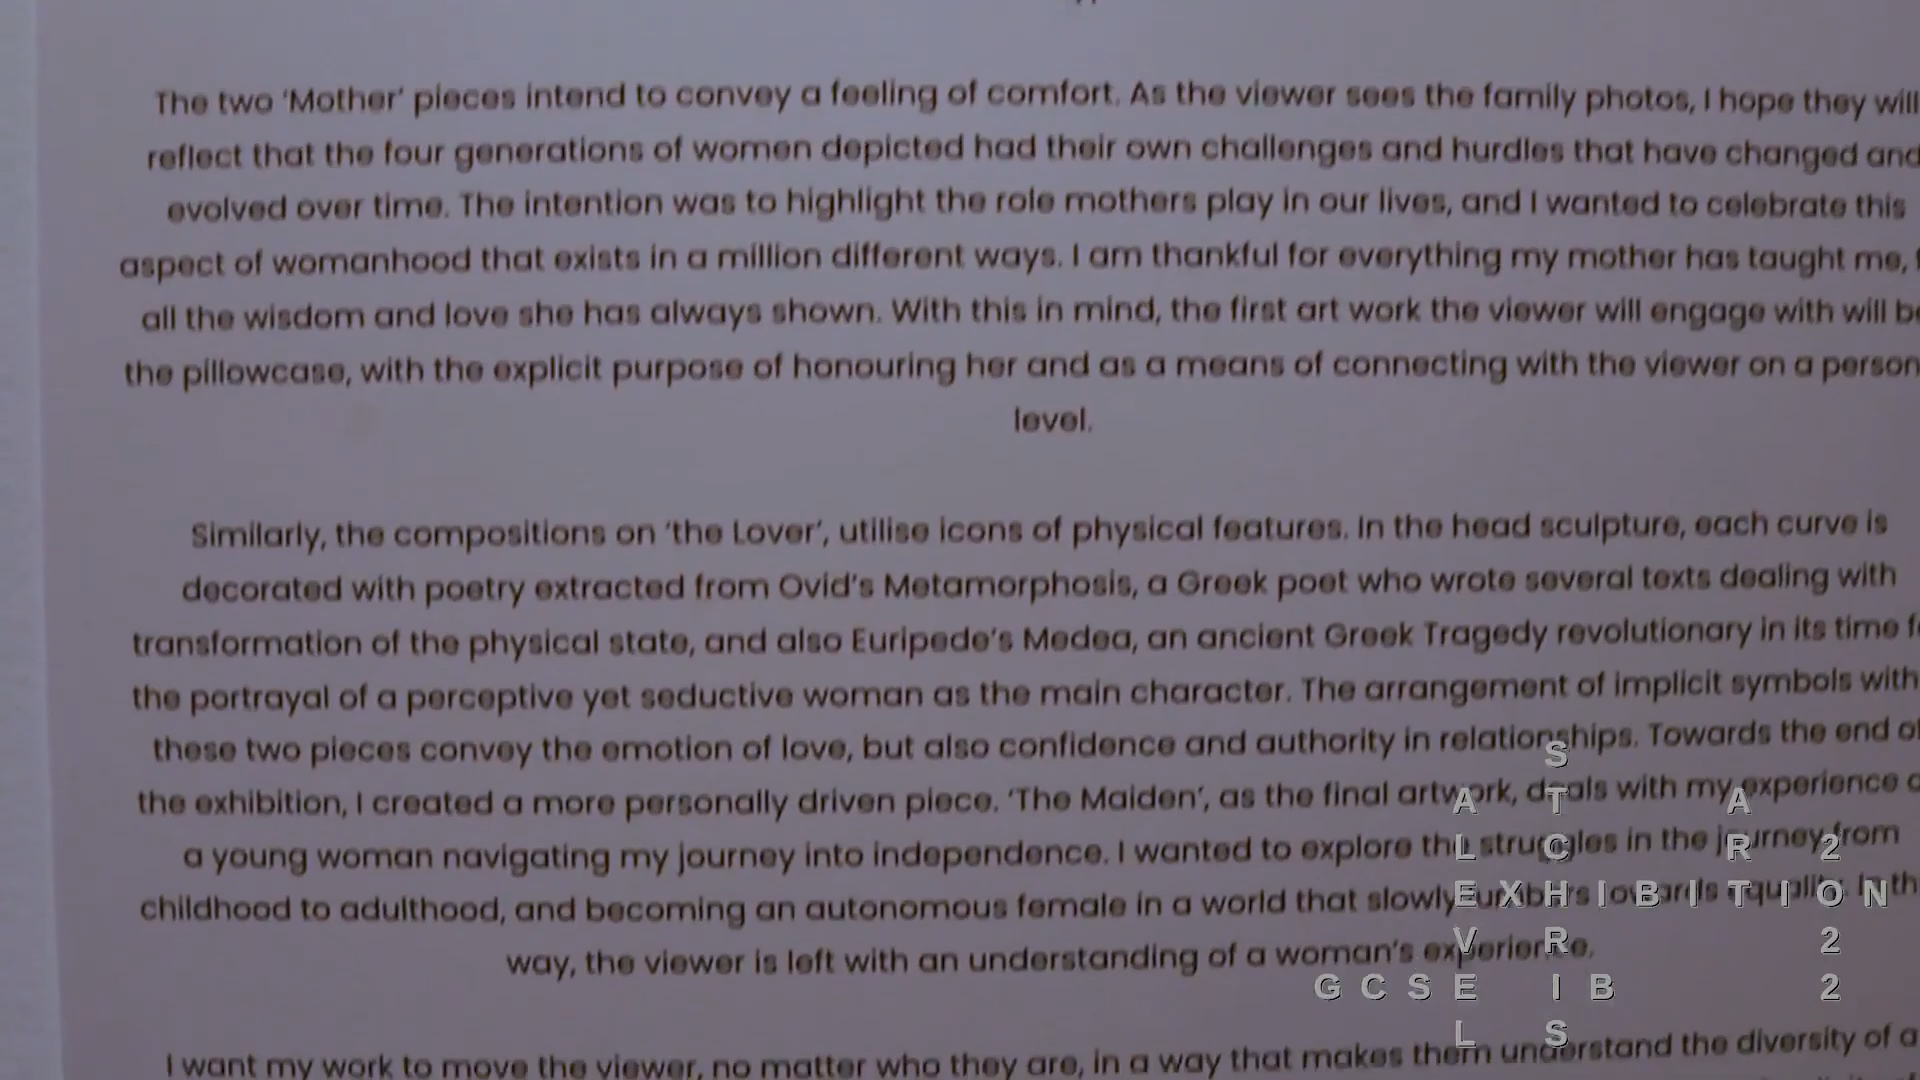 The two ‘Mother’ pieces intend to convey a feeling of comfort. As the viewer sees the family photos, I hope they will
reflect that the four generations of women depicted had their own challenges and hurdles that have changed and
evolved over time. The intention was to highlight the role mothers play in our lives, and I wanted to celebrate this
aspect of womanhood that exists in a million different ways. I am thankful for everything my mother has taught me,
all the wisdom and love she has always shown. With this in mind, the first art work the viewer will engage with will be
the pillowcase, with the explicit purpose of honouring her and as a means of connecting with the viewer on a person
level.
Similarly, the compositions on ‘the Lover’, utilise icons of physical features. In the head sculpture, each curve is
decorated with poetry extracted from Ovid’s Metamorphosis, a Greek poet who wrote several texts dealing with
transformation of the physical state, and also Euripede’s Medea, an ancient Greek Tragedy revolutionary in its time
the portrayal of a perceptive yet seductive woman as the main character. The arrangement of implicit symbols with
these two pieces convey the emotion of love, but also confidence and authority in relationships. Towards the end of
the exhibition, I created a more personally driven piece. ‘The Maiden’, as the final artwork, deals with my experience
a young woman navigating my journey into independence. I wanted to explore the struggles in the journey from
childhood to adulthood, and becoming an autonomous female in a world that slowly
way, the viewer is left with an understanding of a woman’s experience.
I want my work to move the viewer, no matter who they are, in a way that makes them understand the diversity of a
A LEVEL
ST CHRIS
ART
2022
EXHIBITION
GCSE IB